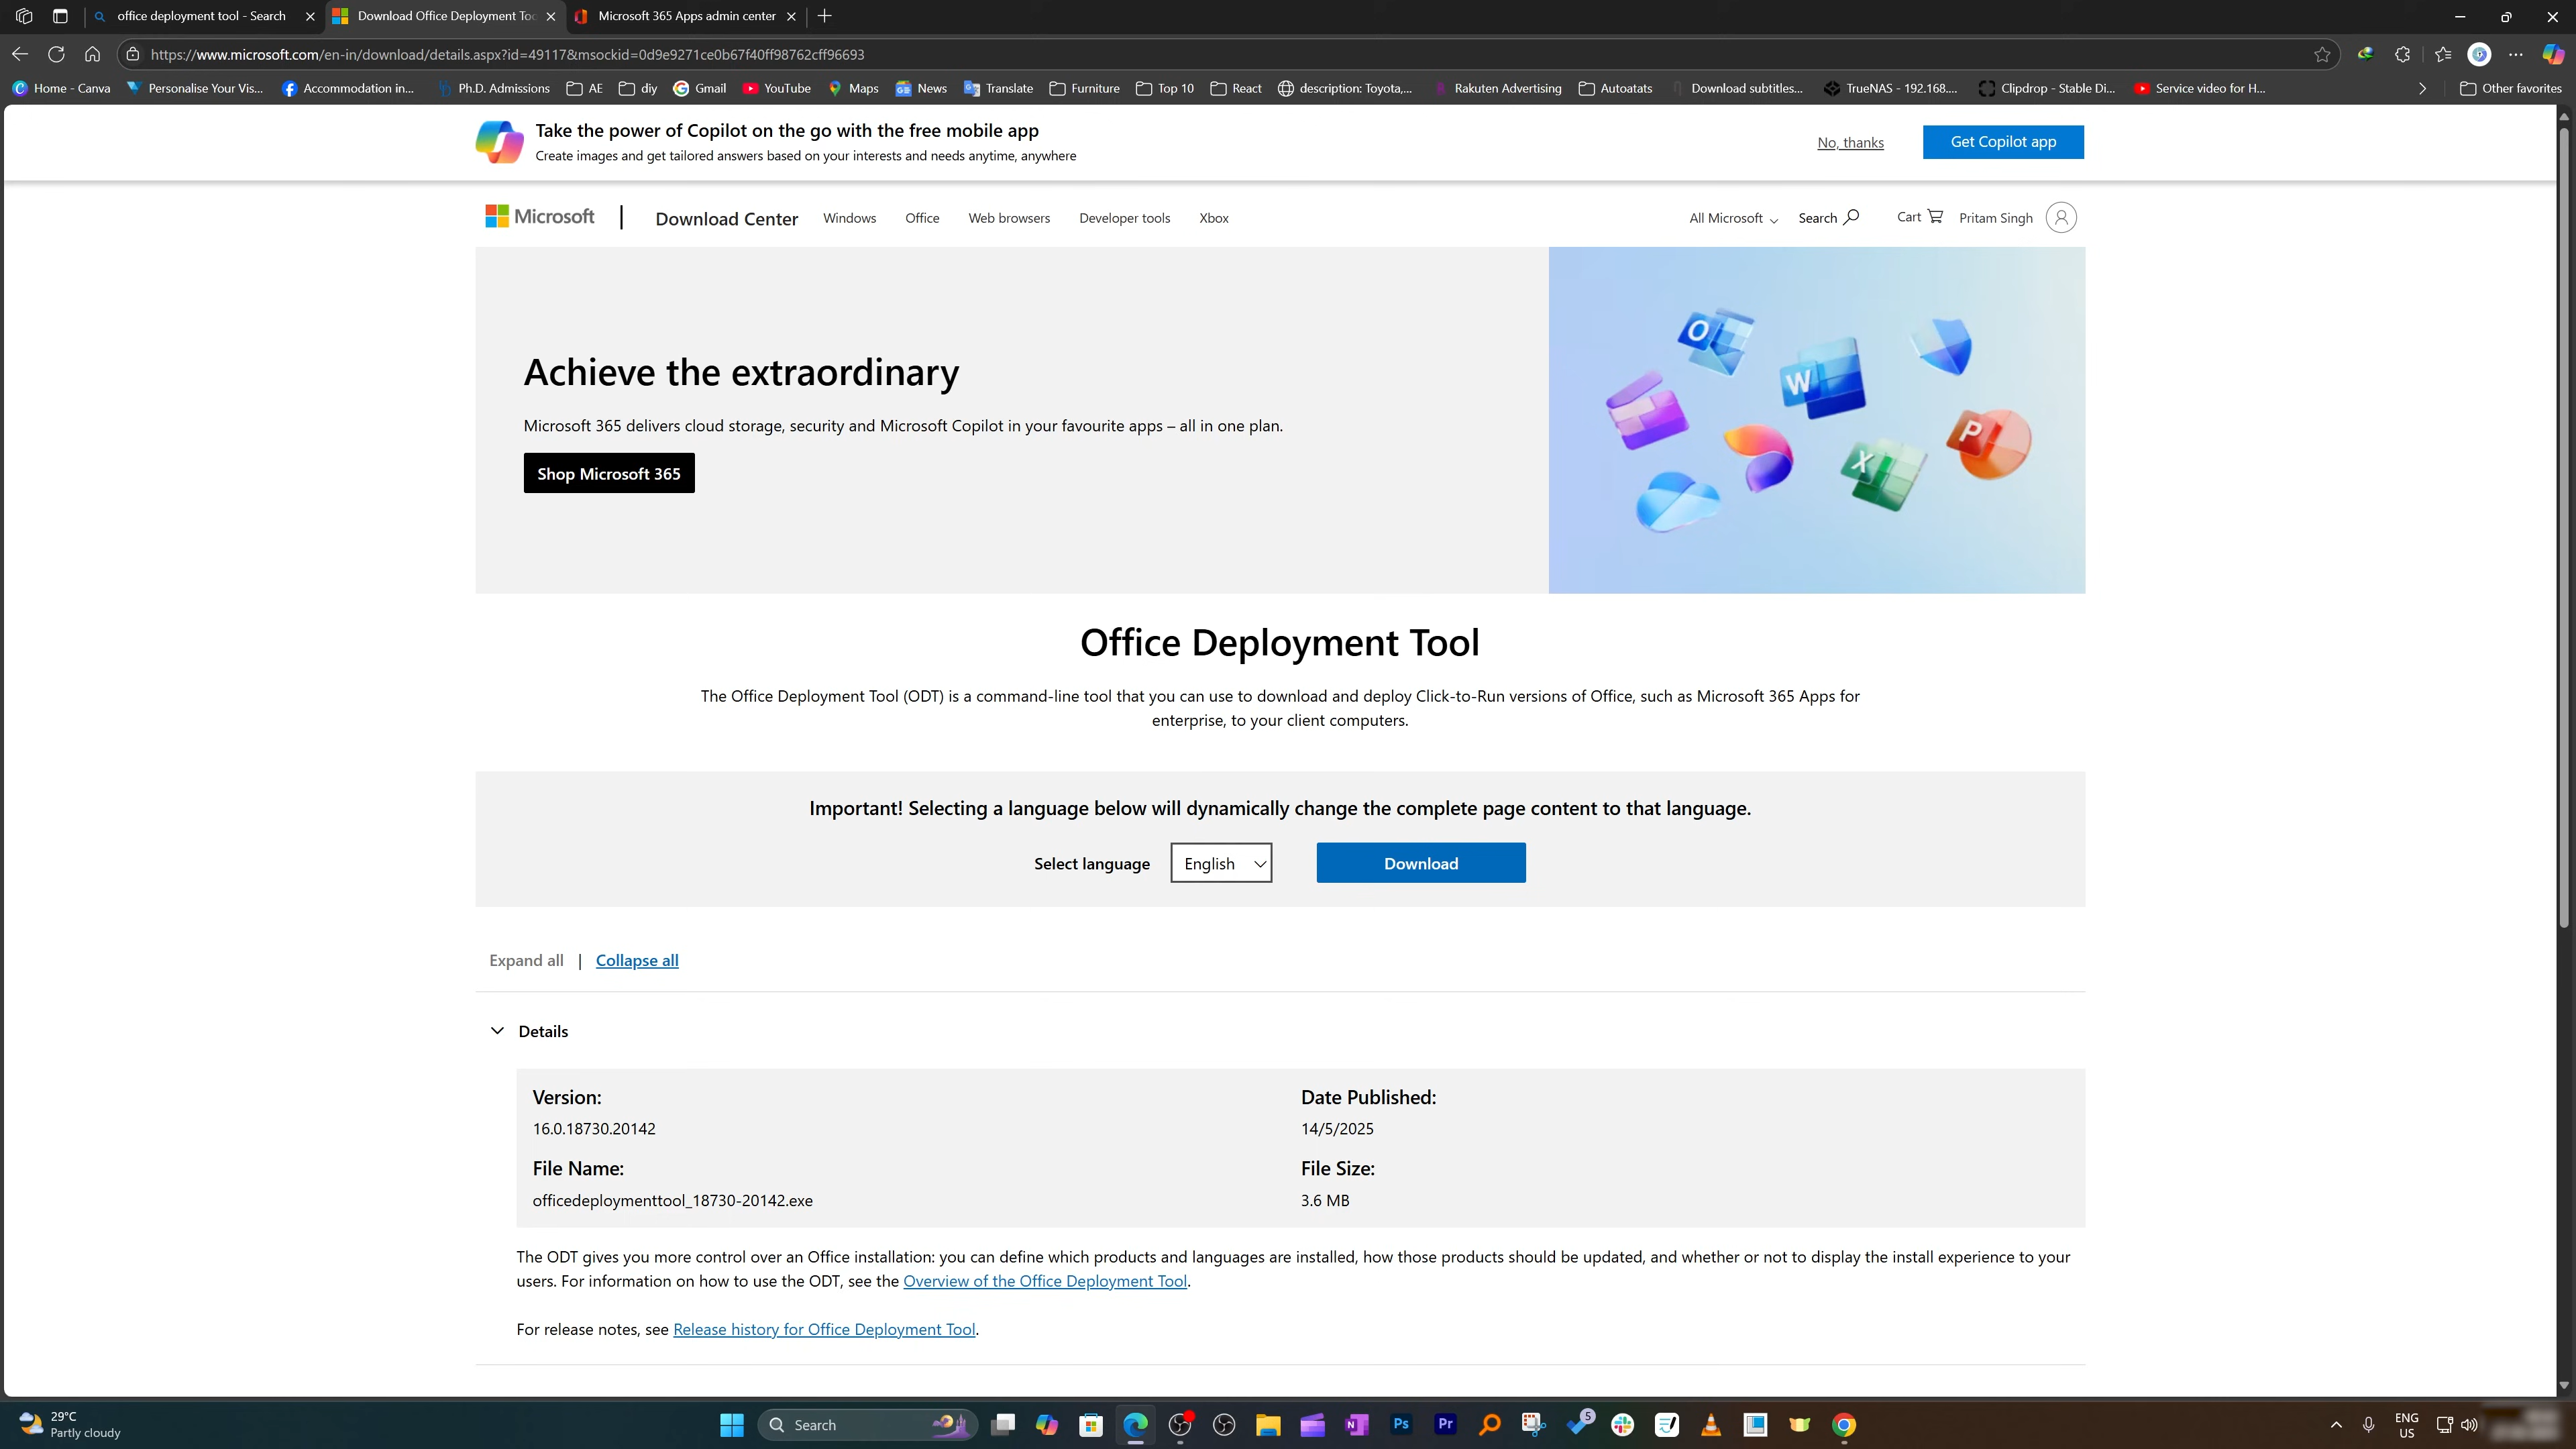 office deployment tool - Search
Download Office Deployment Too
Microsoft 365 Apps admin center
https://www.microsoft.com/en-in/download/details.aspx?id=49117&msockid=0d9e9271ce0b67f40ff98762cff96693
Home - Canva
Personalise Your Vis...
Accommodation in...
Ph.D. Admissions
AE
diy
Gmail
YouTube
Maps
News
Translate
Furniture
Top 10
React
description: Toyota,...
Rakuten Advertising
Autoatats
Download subtitles...
TrueNAS - 192.168....
Clipdrop - Stable Di...
Service video for H...
Other favorites
Take the power of Copilot on the go with the free mobile app
Create images and get tailored answers based on your interests and needs anytime, anywhere
No, thanks
Get Copilot app
Microsoft
Download Center
Windows
Office
Web browsers
Developer tools
Xbox
All Microsoft
Search
Cart
Pritam Singh
Achieve the extraordinary
Microsoft 365 delivers cloud storage, security and Microsoft Copilot in your favourite apps – all in one plan.
Shop Microsoft 365
O
W
P
X
Office Deployment Tool
The Office Deployment Tool (ODT) is a command-line tool that you can use to download and deploy Click-to-Run versions of Office, such as Microsoft 365 Apps for
enterprise, to your client computers.
Important! Selecting a language below will dynamically change the complete page content to that language.
Select language
English
Download
Expand all | Collapse all
Details
Version:
16.0.18730.20142
Date Published:
14/5/2025
File Name:
officedeploymenttool_18730-20142.exe
File Size:
3.6 MB
The ODT gives you more control over an Office installation: you can define which products and languages are installed, how those products should be updated, and whether or not to display the install experience to your
users. For information on how to use the ODT, see the Overview of the Office Deployment Tool.
For release notes, see Release history for Office Deployment Tool.
29°C
Partly cloudy
Search
N
Ps
Pr
5
ENG
US